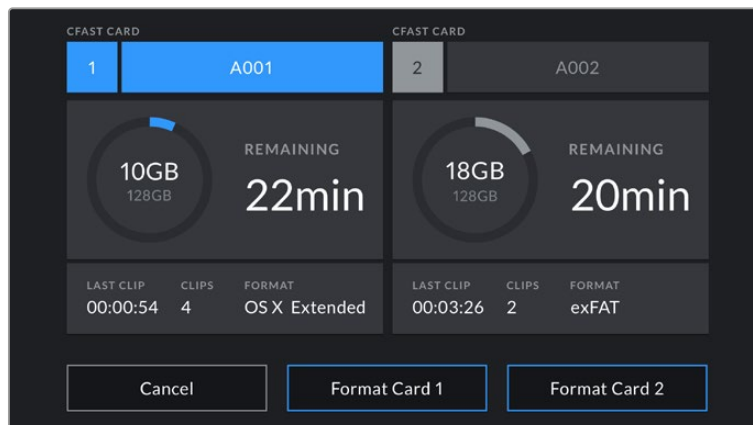 CFAST CARD
1 A001
10GB
128GB
REMAINING
22min
LAST CLIP CLIPS FORMAT
00:00:54 4 OS X Extended
CFAST CARD
2 A002
18GB
128GB
REMAINING
20min
LAST CLIP CLIPS FORMAT
00:03:26 2 exFAT
Cancel Format Card 1 Format Card 2